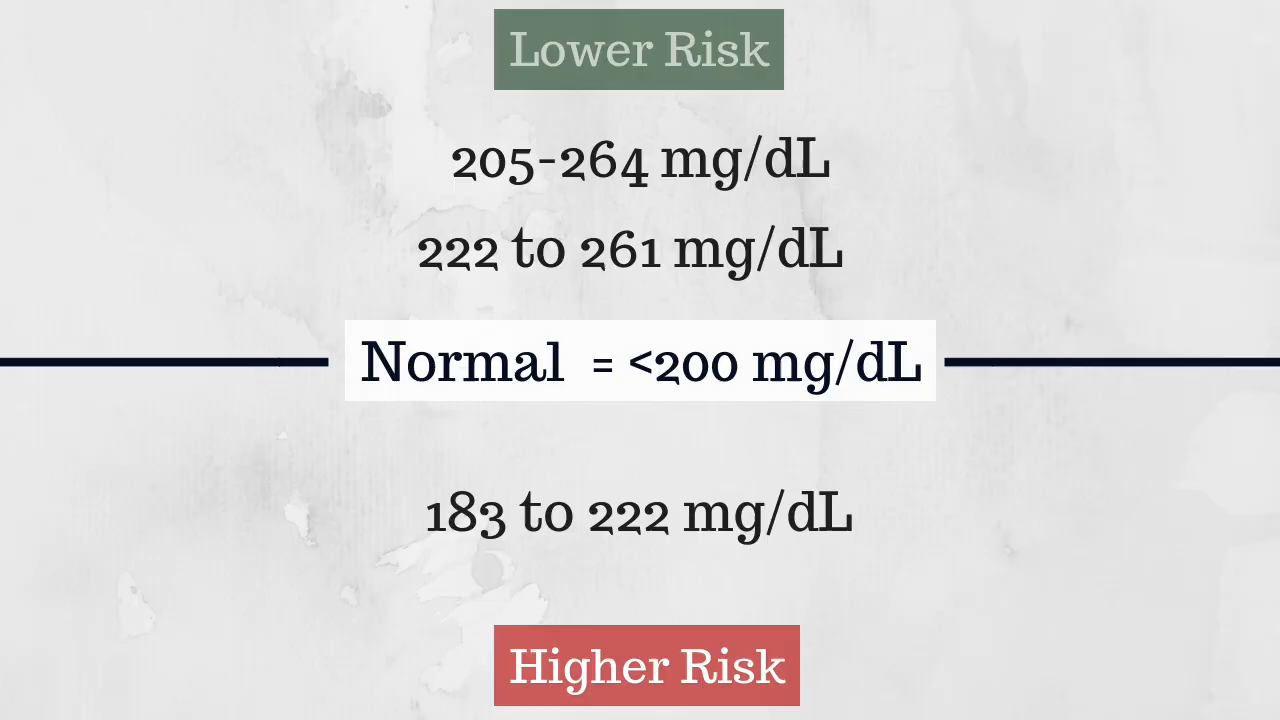 Lower Risk
205-264 mg/dL
222 to 261 mg/dL
Normal = <200 mg/dL
183 to 222 mg/dL
Higher Risk